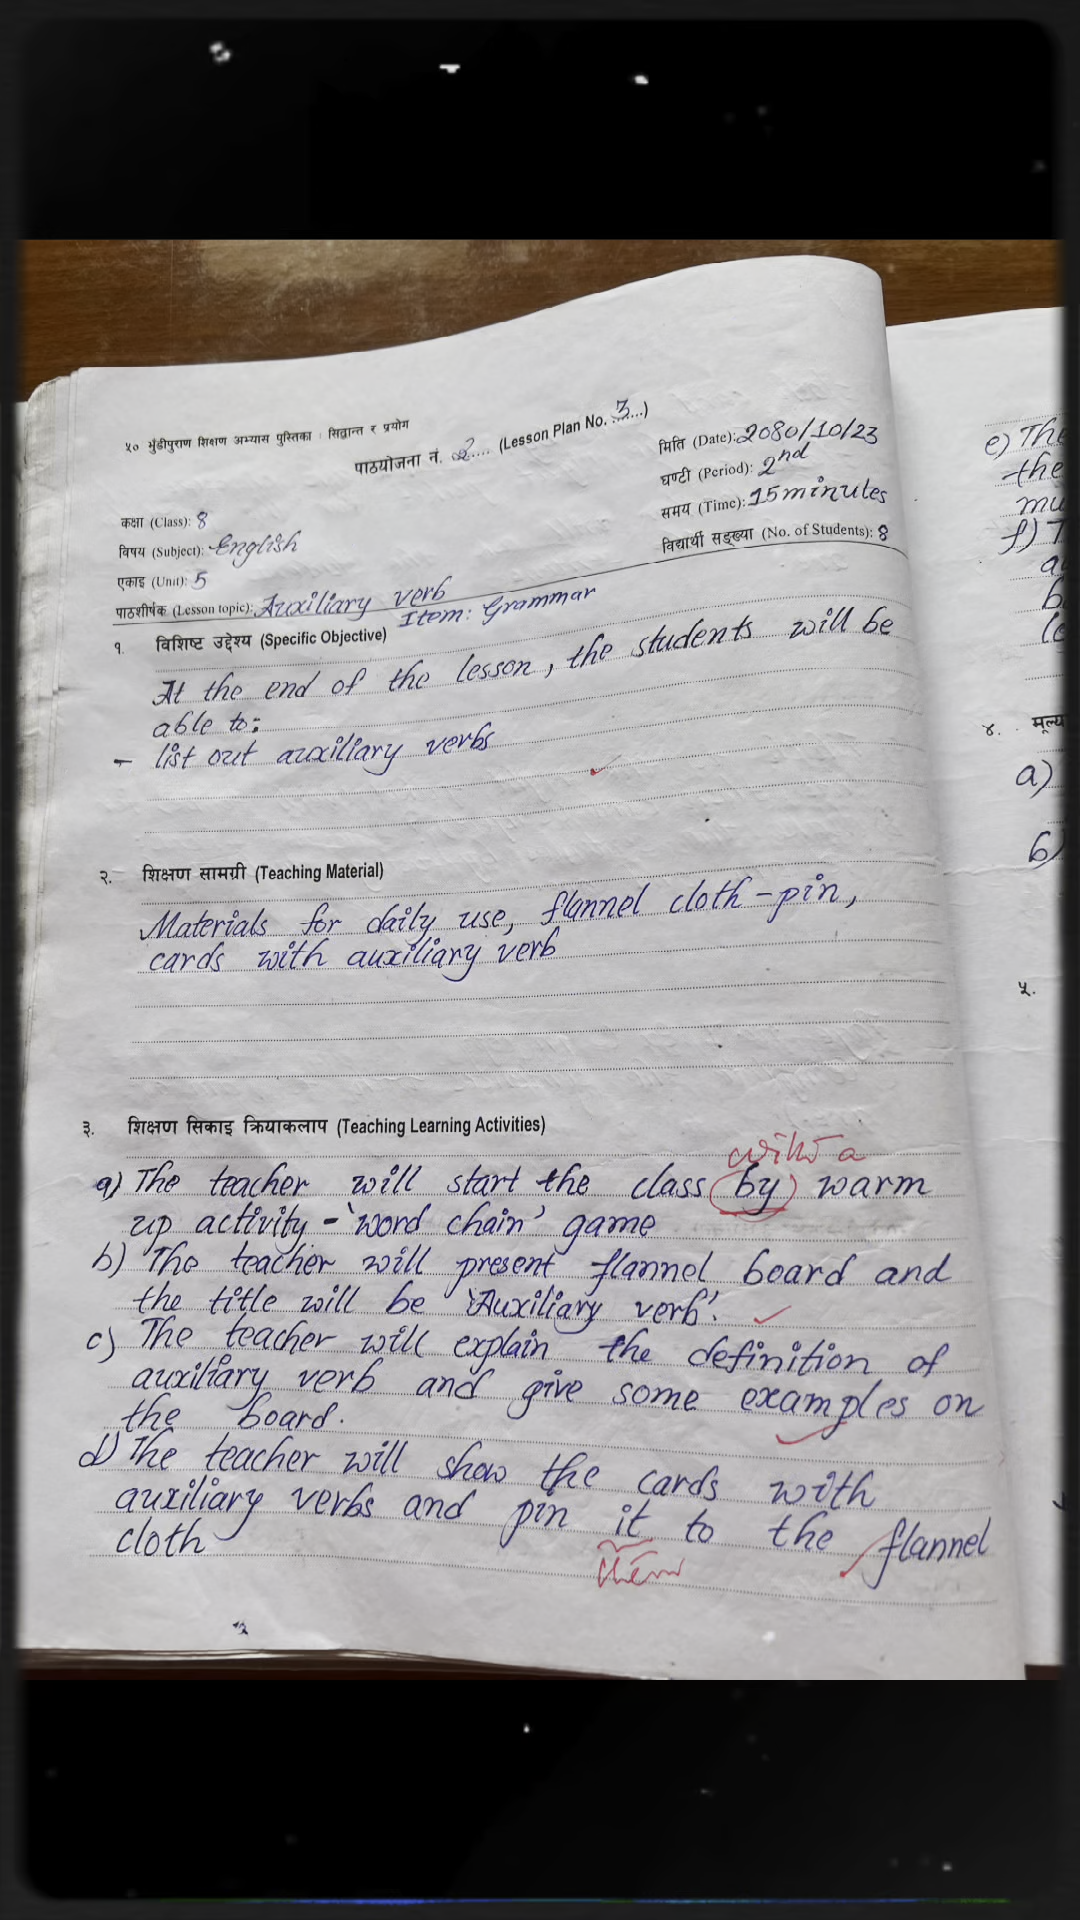 ५० भुँडीपुराण शिक्षण अभ्यास पुस्तिका : सिद्धान्त र प्रयोग
पाठयोजना नं. .... (Lesson Plan No. 3....)
मिति (Date): 2080/10/23
घण्टी (Period): 2nd
समय (Time): 15 minutes
विद्यार्थी सङ्ख्या (No. of Students): 8
कक्षा (Class): 8
विषय (Subject): English
एकाइ (Unit): 5
पाठशीर्षक (Lesson topic): Auxiliary verb
Item: Grammar
१. विशिष्ट उद्देश्य (Specific Objective)
At the end of the lesson, the students will be
able to:
- list out auxiliary verbs
२. शिक्षण सामग्री (Teaching Material)
Materials for daily use, flannel cloth-pin,
cards with auxiliary verb
३. शिक्षण सिकाइ क्रियाकलाप (Teaching Learning Activities)
with a
a) The teacher will start the class by warm
up activity - 'word chain' game
b) The teacher will present flannel board and
the title will be 'Auxiliary verb'.
c) The teacher will explain the definition of
auxiliary verb and give some examples on
the board.
d) The teacher will show the cards with
auxiliary verbs and pin it to the flannel
them
cloth
e) The
the
mu
f) T
a
b
le
४. मूल्य
a)
b)
५.